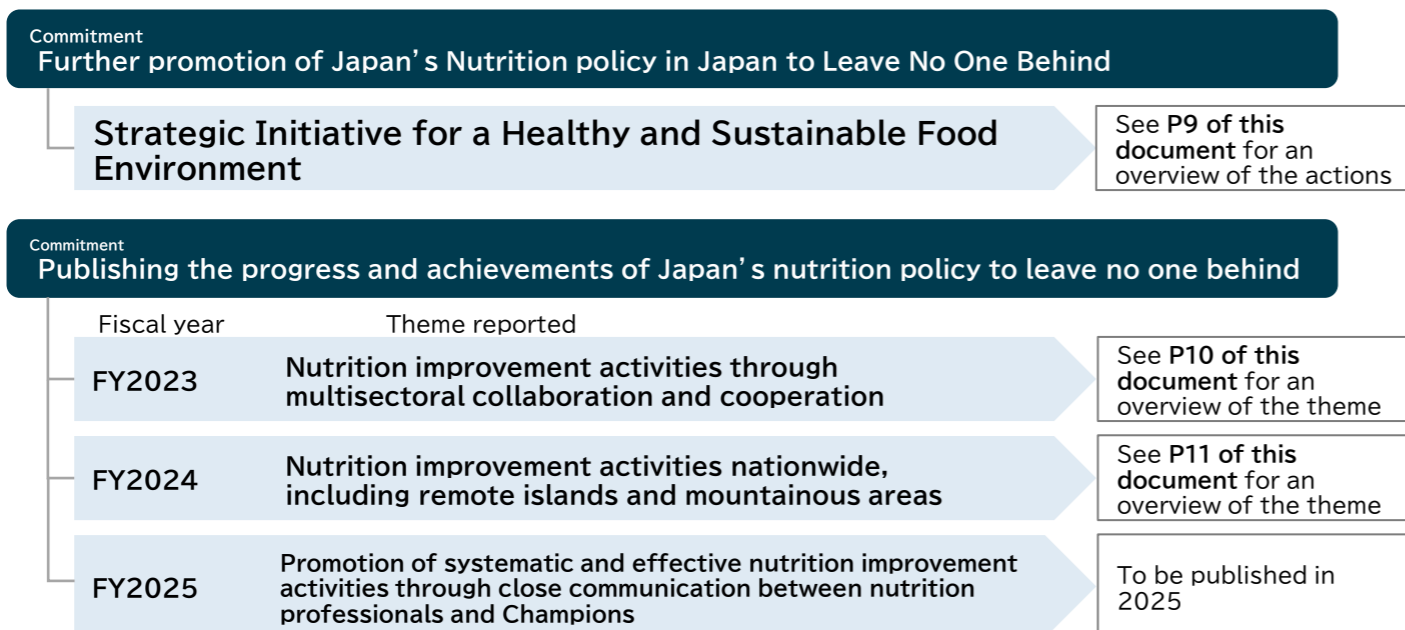 Commitment
Further promotion of Japan's Nutrition policy in Japan to Leave No One Behind
Strategic Initiative for a Healthy and Sustainable Food
Environment
See P9 of this
document for an
overview of the actions
Commitment
Publishing the progress and achievements of Japan's nutrition policy to leave no one behind
Fiscal year Theme reported
FY2023
Nutrition improvement activities through
multisectoral collaboration and cooperation
See P10 of this
document for an
overview of the theme
FY2024
Nutrition improvement activities nationwide,
including remote islands and mountainous areas
See P11 of this
document for an
overview of the theme
FY2025
Promotion of systematic and effective nutrition improvement
activities through close communication between nutrition
professionals and Champions
To be published in
2025